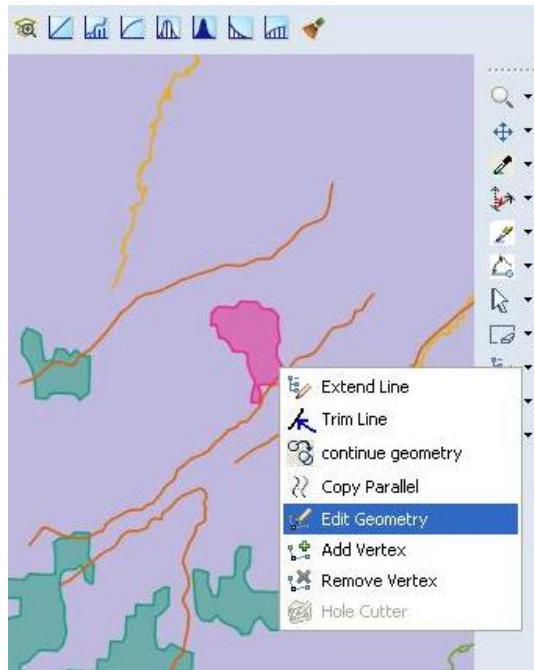 Extend Line
Trim Line
continue geometry
Copy Parallel
Edit Geometry
Add Vertex
Remove Vertex
Hole Cutter